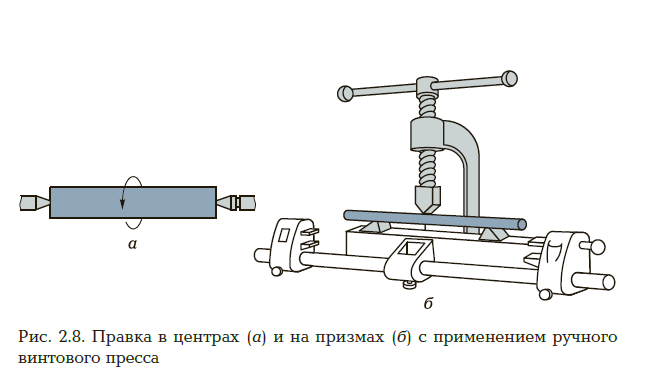 а
б
Рис. 2.8. Правка в центрах (а) и на призмах (б) с применением ручного
винтового пресса